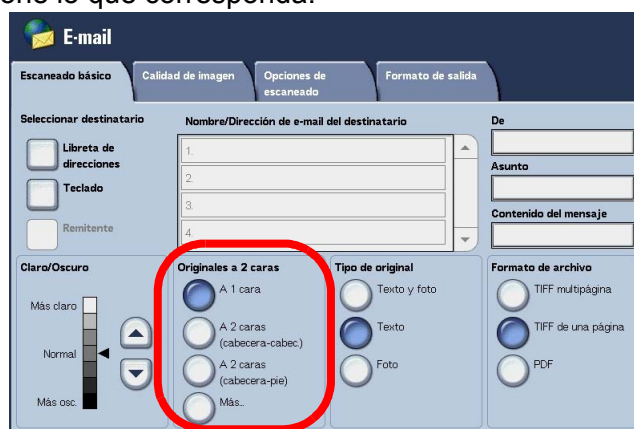 E-mail
Escaneado básico
Calidad de imagen
Opciones de
escaneado
Formato de salida
Seleccionar destinatario
Libreta de
direcciones
Teclado
Remitente
Nombre/Dirección de e-mail del destinatario
1.
2.
3.
4.
De
Asunto
Contenido del mensaje
Claro/Oscuro
Más claro
Normal
Más osc.
Originales a 2 caras
A 1 cara
A 2 caras
(cabecera-cabec.)
A 2 caras
(cabecera-pie)
Más...
Tipo de original
Texto y foto
Texto
Foto
Formato de archivo
TIFF multipágina
TIFF de una página
PDF